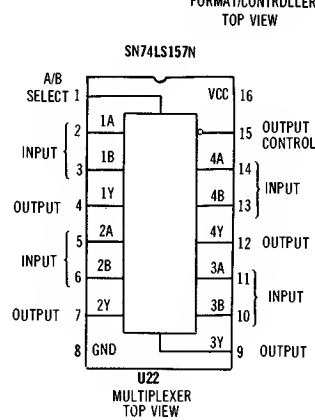 FORMAT/CONTROLLER
TOP VIEW
SN74LS157N
A/B
SELECT 1
VCC 16
2 1A
15 OUTPUT
CONTROL
INPUT
3 1B
4A 14
INPUT
4B 13
OUTPUT 4 1Y
4Y 12 OUTPUT
5 2A
3A 11
INPUT
6 2B
3B 10
INPUT
OUTPUT 7 2Y
3Y
8 GND
9 OUTPUT
U22
MULTIPLEXER
TOP VIEW